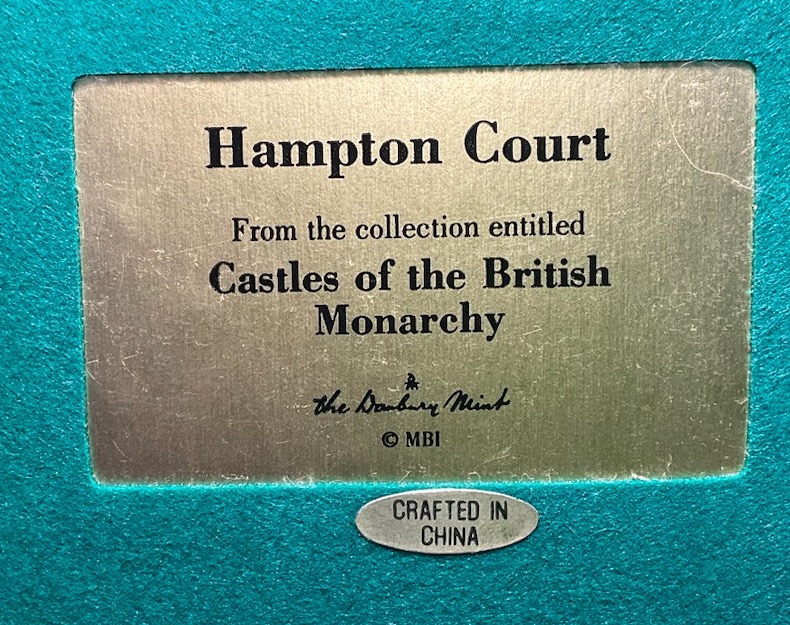 Hampton Court
From the collection entitled
Castles of the British
Monarchy
the Danbury Mint
© MBI
CRAFTED IN
CHINA